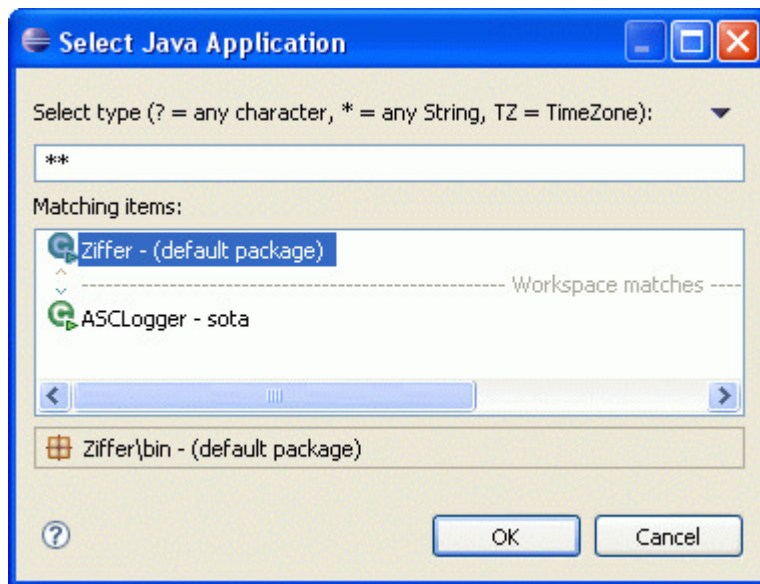 Select Java Application
Select type (? = any character, * = any String, TZ = TimeZone):
**
Matching items:
Ziffer - (default package)
Workspace matches
ASCLogger - sota
Ziffer\bin - (default package)
OK
Cancel